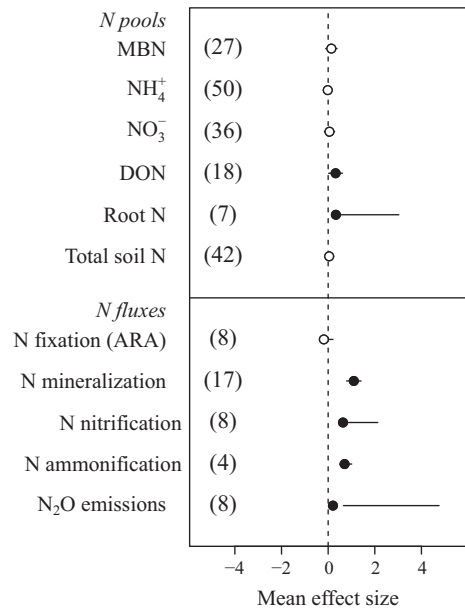 N pools
MBN (27)
NH₄⁺ (50)
NO₃⁻ (36)
DON (18)
Root N (7)
Total soil N (42)
N fluxes
N fixation (ARA) (8)
N mineralization (17)
N nitrification (8)
N ammonification (4)
N₂O emissions (8)
−4 −2 0 2 4
Mean effect size